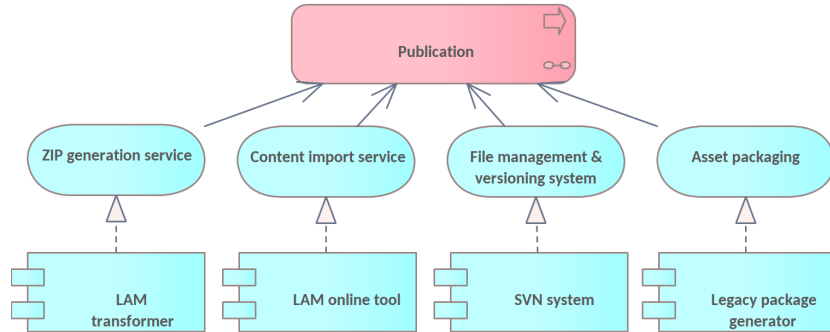 Publication
ZIP generation service
Content import service
File management &
versioning system
Asset packaging
LAM
transformer
LAM online tool
SVN system
Legacy package
generator